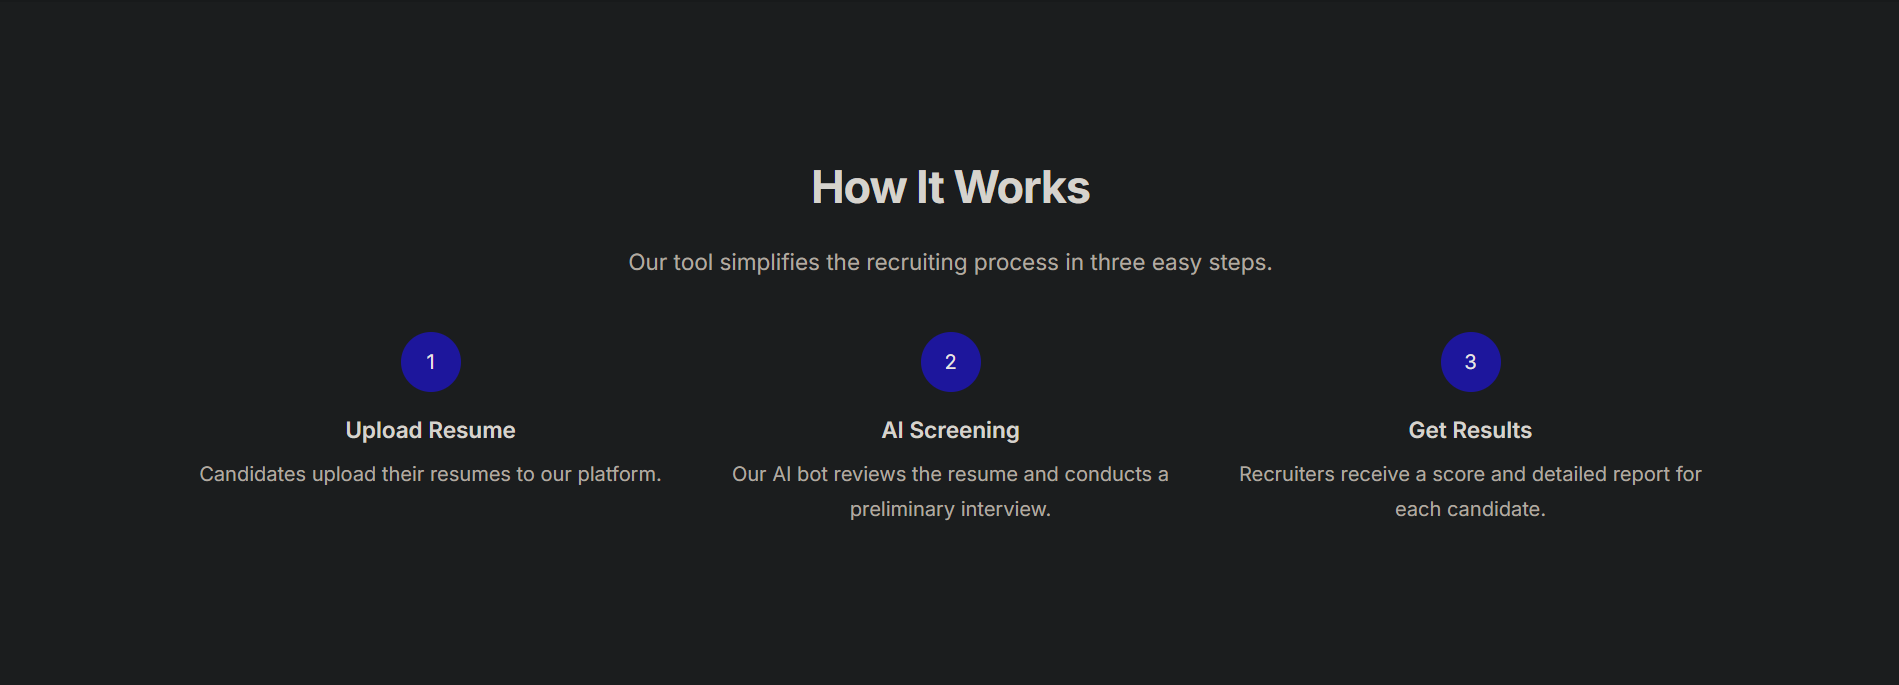 How It Works
Our tool simplifies the recruiting process in three easy steps.
1
Upload Resume
Candidates upload their resumes to our platform.
2
AI Screening
Our AI bot reviews the resume and conducts a
preliminary interview.
3
Get Results
Recruiters receive a score and detailed report for
each candidate.